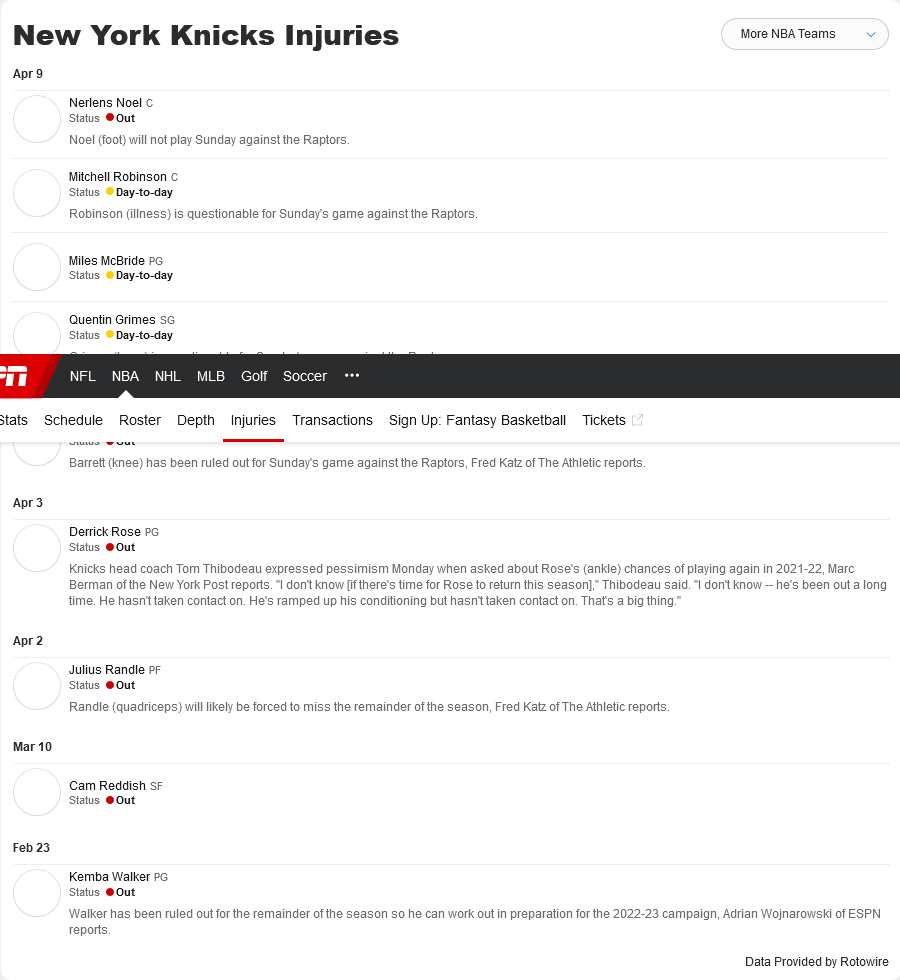 New York Knicks Injuries
More NBA Teams
Apr 9
Nerlens Noel C
Status Out
Noel (foot) will not play Sunday against the Raptors.
Mitchell Robinson C
Status Day-to-day
Robinson (illness) is questionable for Sunday's game against the Raptors.
Miles McBride PG
Status Day-to-day
Quentin Grimes SG
Status Day-to-day
NFL NBA NHL MLB Golf Soccer •••
Stats Schedule Roster Depth Injuries Transactions Sign Up: Fantasy Basketball Tickets
Status Out
Barrett (knee) has been ruled out for Sunday's game against the Raptors, Fred Katz of The Athletic reports.
Apr 3
Derrick Rose PG
Status Out
Knicks head coach Tom Thibodeau expressed pessimism Monday when asked about Rose's (ankle) chances of playing again in 2021-22, Marc
Berman of the New York Post reports. "I don't know [if there's time for Rose to return this season]," Thibodeau said. "I don't know -- he's been out a long
time. He hasn't taken contact on. He's ramped up his conditioning but hasn't taken contact on. That's a big thing."
Apr 2
Julius Randle PF
Status Out
Randle (quadriceps) will likely be forced to miss the remainder of the season, Fred Katz of The Athletic reports.
Mar 10
Cam Reddish SF
Status Out
Feb 23
Kemba Walker PG
Status Out
Walker has been ruled out for the remainder of the season so he can work out in preparation for the 2022-23 campaign, Adrian Wojnarowski of ESPN
reports.
Data Provided by Rotowire